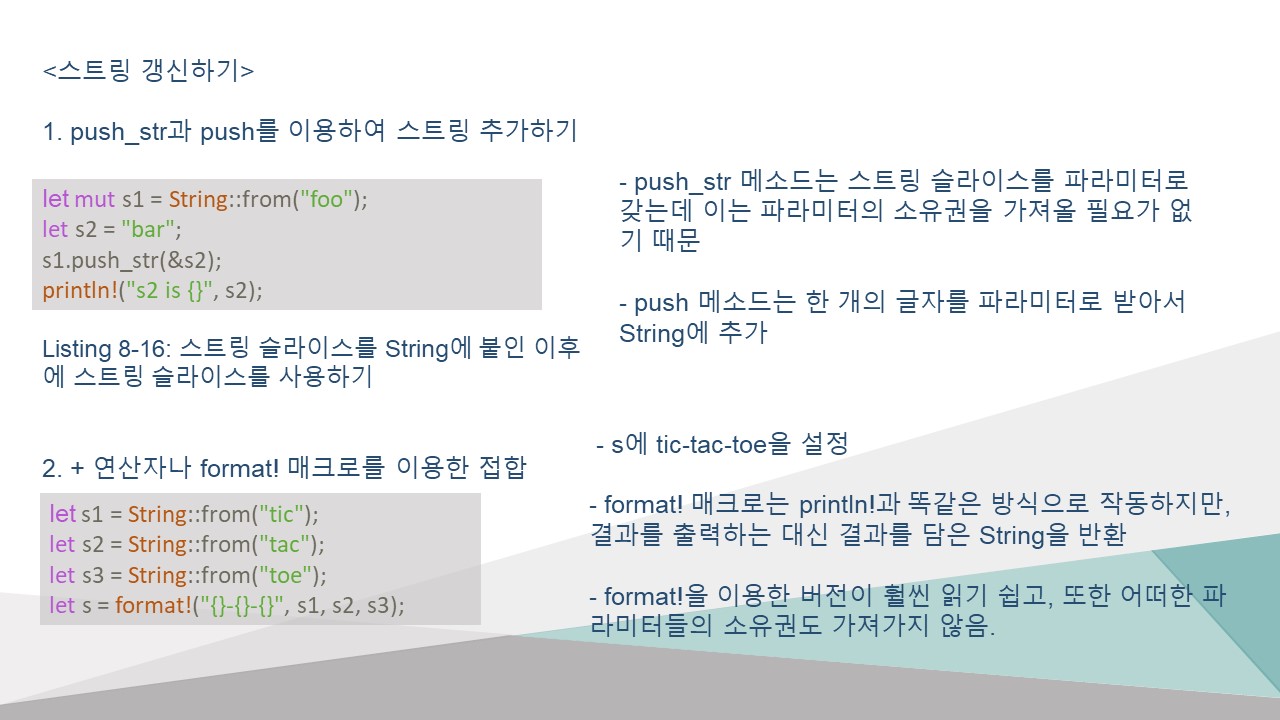 <스트링 갱신하기>
1. push_str과 push를 이용하여 스트링 추가하기
let mut s1 = String::from("foo");
let s2 = "bar";
s1.push_str(&s2);
println!("s2 is {}", s2);
Listing 8-16: 스트링 슬라이스를 String에 붙인 이후
에 스트링 슬라이스를 사용하기
- push_str 메소드는 스트링 슬라이스를 파라미터로
갖는데 이는 파라미터의 소유권을 가져올 필요가 없
기 때문
- push 메소드는 한 개의 글자를 파라미터로 받아서
String에 추가
2. + 연산자나 format! 매크로를 이용한 접합
let s1 = String::from("tic");
let s2 = String::from("tac");
let s3 = String::from("toe");
let s = format!("{}-{}-{}", s1, s2, s3);
- s에 tic-tac-toe을 설정
- format! 매크로는 println!과 똑같은 방식으로 작동하지만,
결과를 출력하는 대신 결과를 담은 String을 반환
- format!을 이용한 버전이 훨씬 읽기 쉽고, 또한 어떠한 파
라미터들의 소유권도 가져가지 않음.